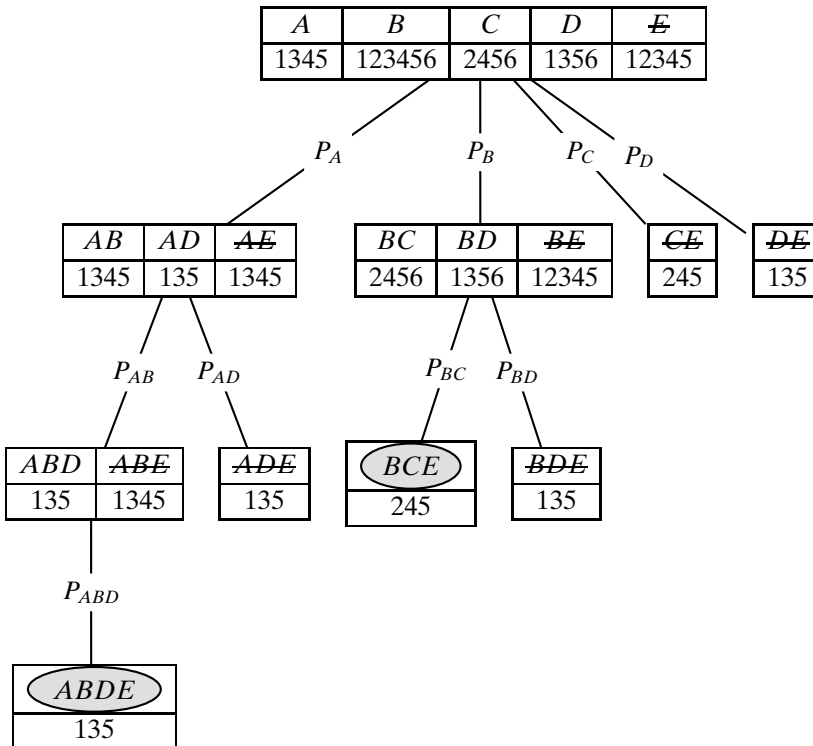 A B C D E
1345 123456 2456 1356 12345
P_A P_B P_C P_D
AB AD AE BC BD BE CE DE
1345 135 1345 2456 1356 12345 245 135
P_AB P_AD P_BC P_BD
ABD ABE ADE BCE BDE
135 1345 135 245 135
P_ABD
ABDE
135